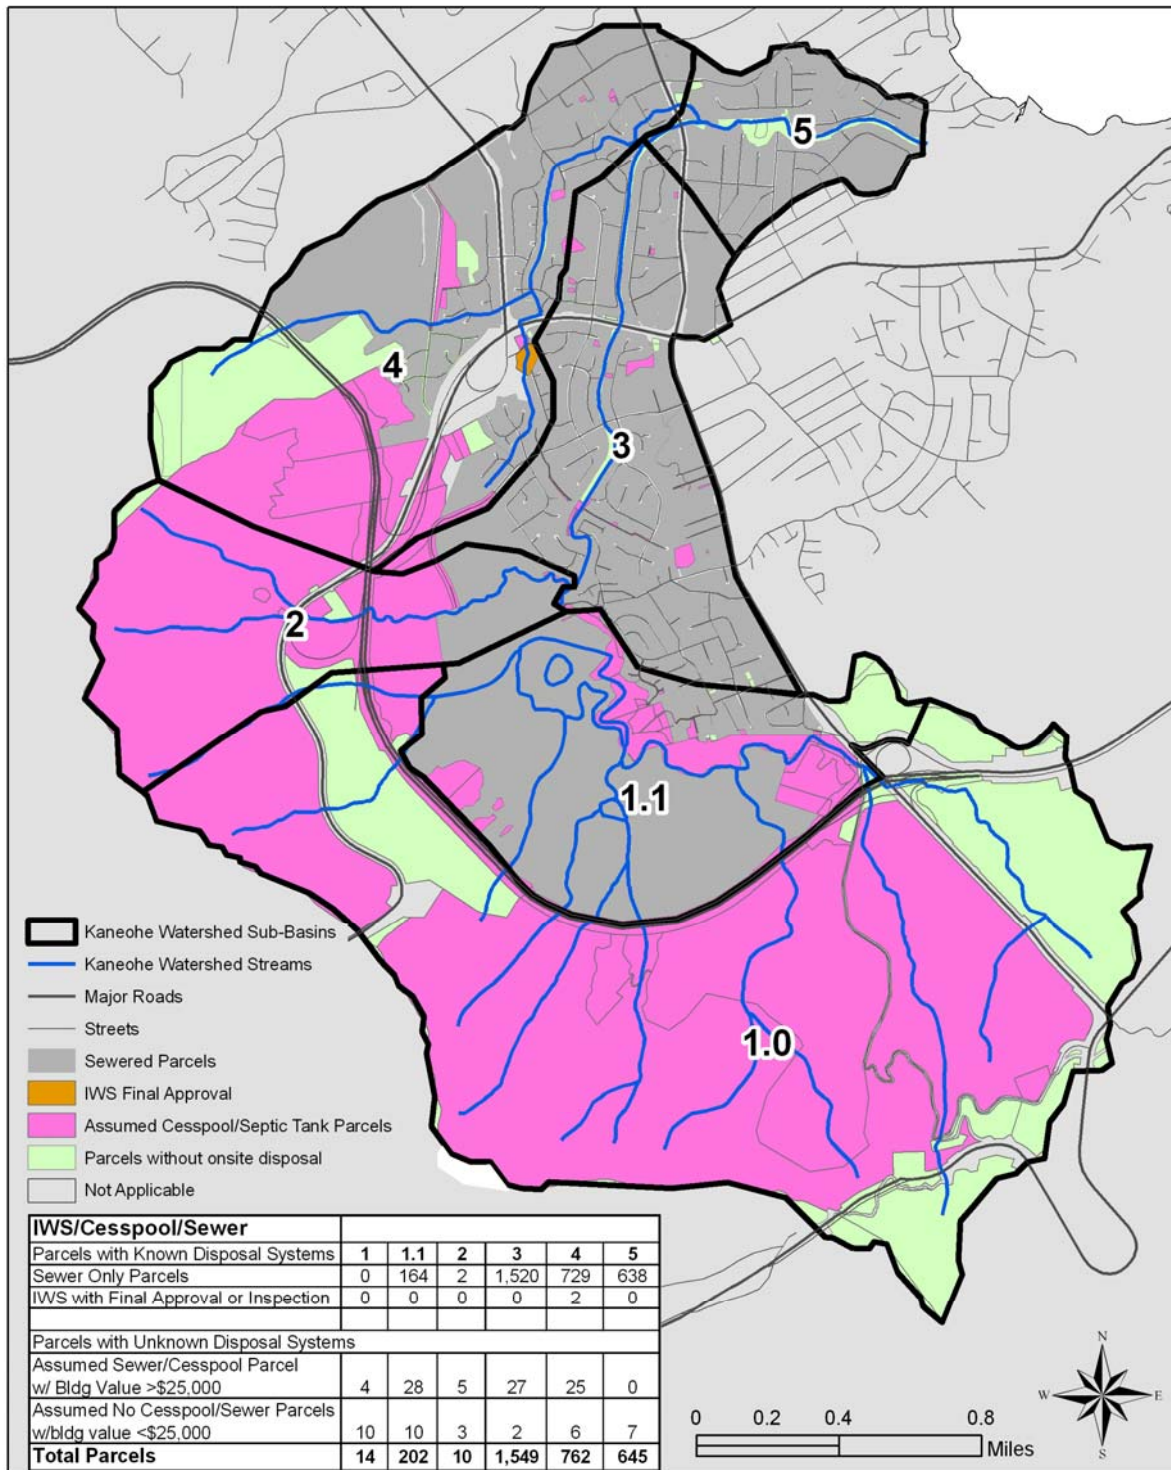 5
4
3
2
1.1
1.0
Kaneohe Watershed Sub-Basins
Kaneohe Watershed Streams
Major Roads
Streets
Sewered Parcels
IWS Final Approval
Assumed Cesspool/Septic Tank Parcels
Parcels without onsite disposal
Not Applicable
IWS/Cesspool/Sewer
Parcels with Known Disposal Systems 1 1.1 2 3 4 5
Sewer Only Parcels 0 164 2 1,520 729 638
IWS with Final Approval or Inspection 0 0 0 0 2 0
Parcels with Unknown Disposal Systems
Assumed Sewer/Cesspool Parcel
w/ Bldg Value >$25,000 4 28 5 27 25 0
Assumed No Cesspool/Sewer Parcels
w/bldg value <$25,000 10 10 3 2 6 7
Total Parcels 14 202 10 1,549 762 645
N
W E
S
0 0.2 0.4 0.8
Miles